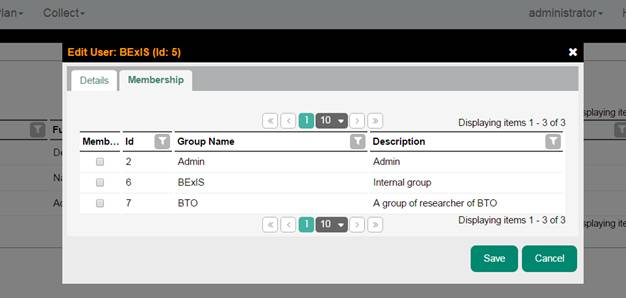 lan Collect administrator H
Edit User: BExIS (Id: 5) ✖
Details Membership
« ‹ 1 10 › » Displaying items 1 - 3 of 3
splaying ite
Fu Memb... Id Group Name Description
De 2 Admin Admin
Na 6 BExIS Internal group
Ad 7 BTO A group of researcher of BTO
« ‹ 1 10 › » Displaying items 1 - 3 of 3
splaying ite
Save Cancel